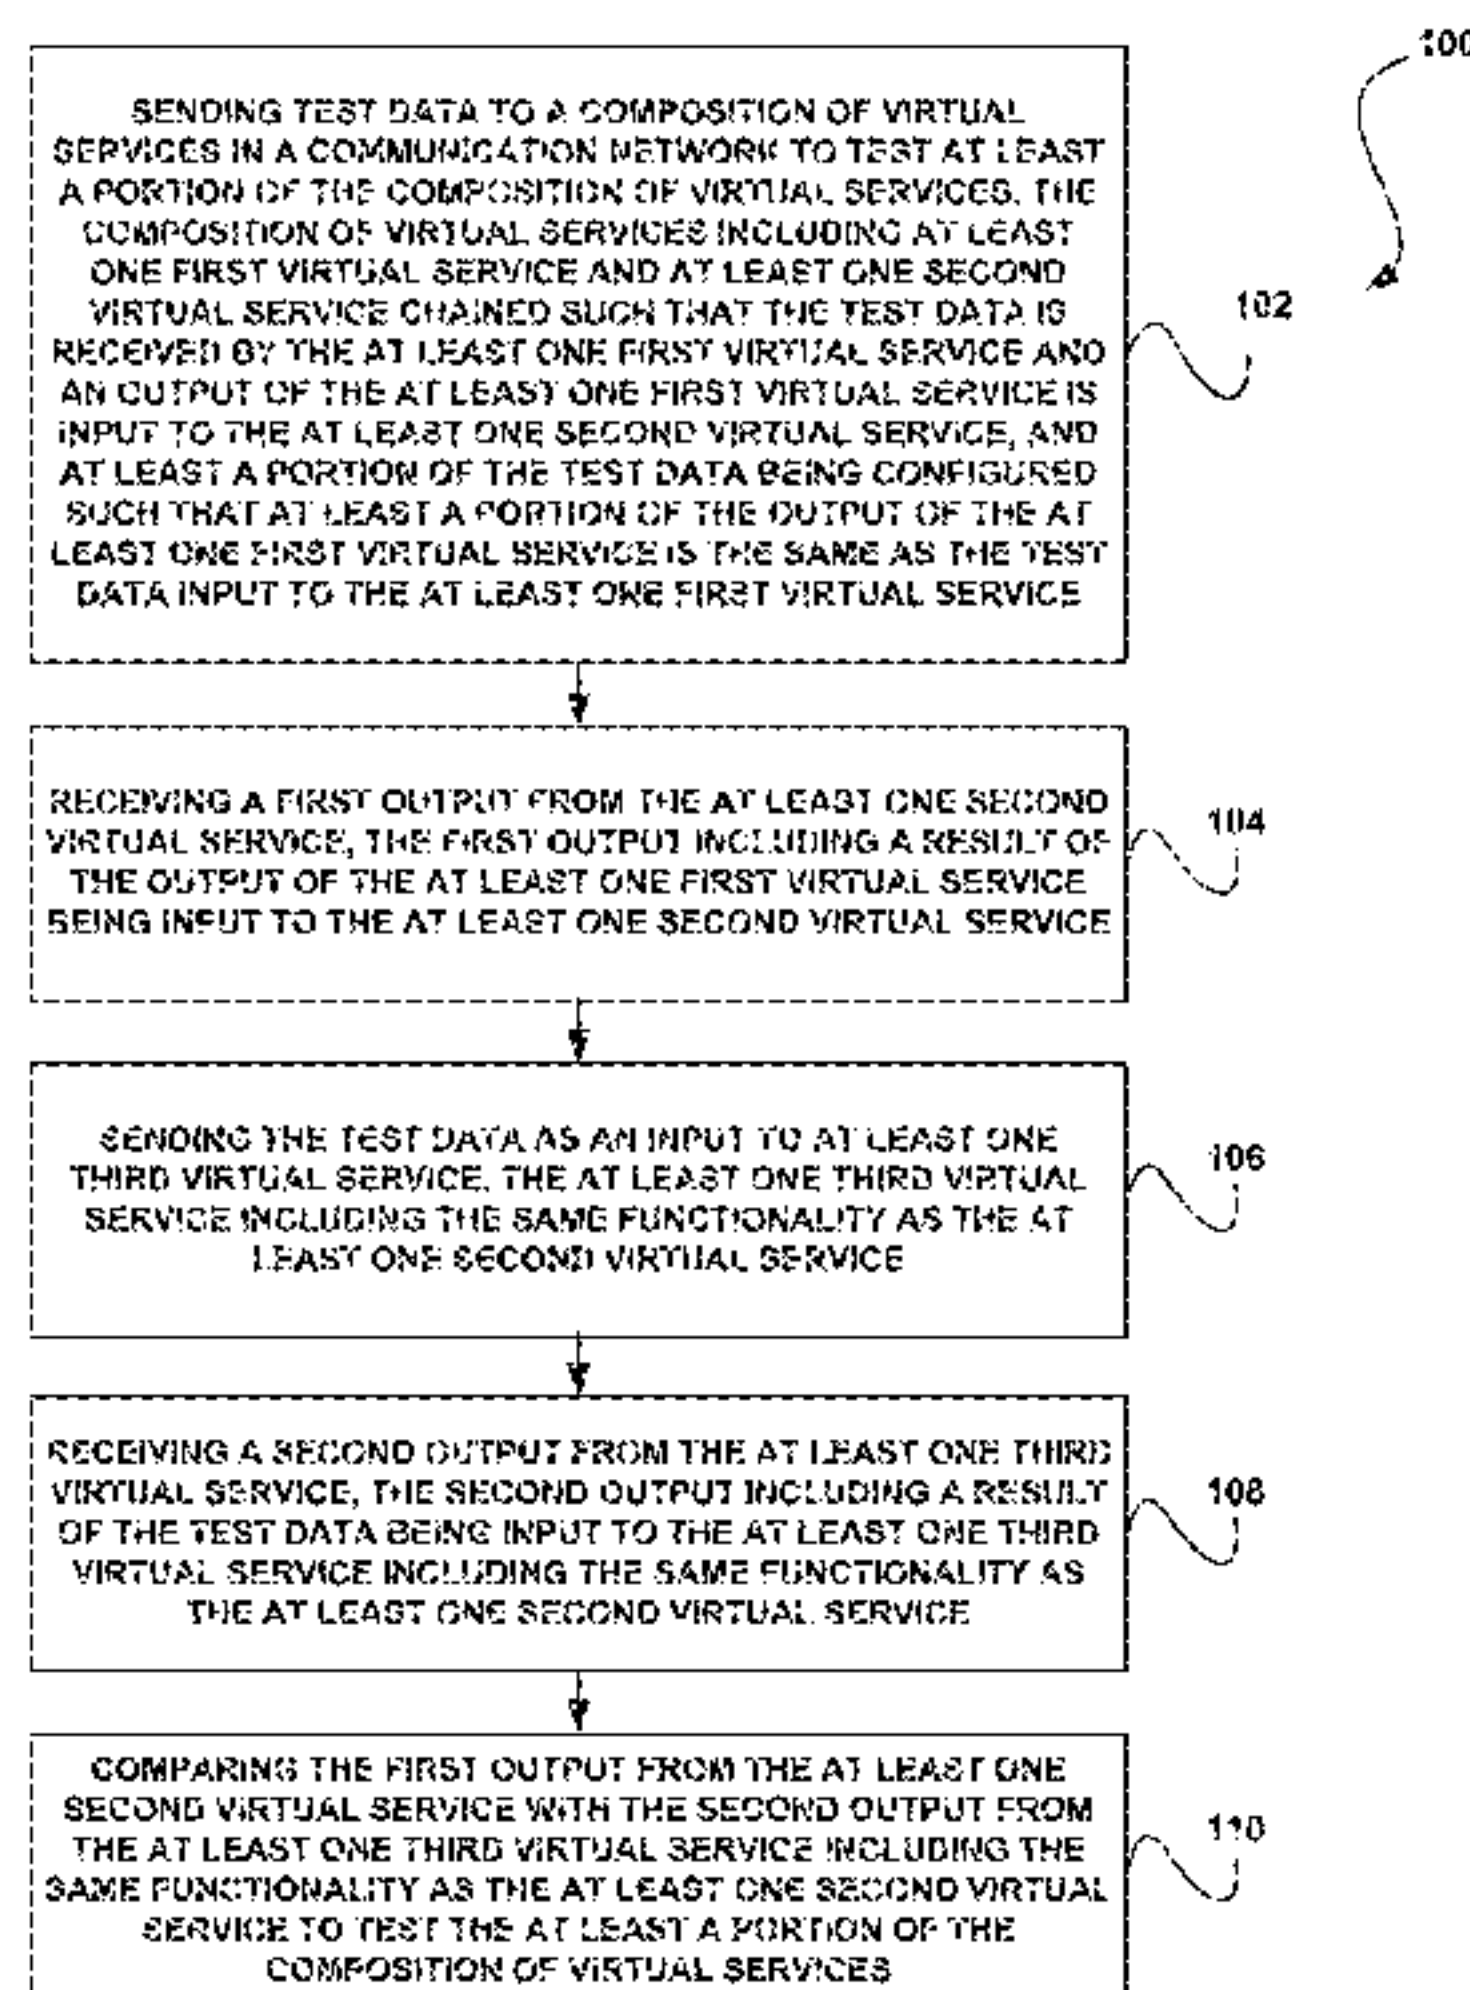 100
SENDING TEST DATA TO A COMPOSITION OF VIRTUAL
SERVICES IN A COMMUNICATION NETWORK TO TEST AT LEAST
A PORTION OF THE COMPOSITION OF VIRTUAL SERVICES, THE
COMPOSITION OF VIRTUAL SERVICES INCLUDING AT LEAST
ONE FIRST VIRTUAL SERVICE AND AT LEAST ONE SECOND
VIRTUAL SERVICE CHAINED SUCH THAT THE TEST DATA IS
RECEIVED BY THE AT LEAST ONE FIRST VIRTUAL SERVICE AND
AN OUTPUT OF THE AT LEAST ONE FIRST VIRTUAL SERVICE IS
INPUT TO THE AT LEAST ONE SECOND VIRTUAL SERVICE, AND
AT LEAST A PORTION OF THE TEST DATA BEING CONFIGURED
SUCH THAT AT LEAST A PORTION OF THE OUTPUT OF THE AT
LEAST ONE FIRST VIRTUAL SERVICE IS THE SAME AS THE TEST
DATA INPUT TO THE AT LEAST ONE FIRST VIRTUAL SERVICE
102
RECEIVING A FIRST OUTPUT FROM THE AT LEAST ONE SECOND
VIRTUAL SERVICE, THE FIRST OUTPUT INCLUDING A RESULT OF
THE OUTPUT OF THE AT LEAST ONE FIRST VIRTUAL SERVICE
BEING INPUT TO THE AT LEAST ONE SECOND VIRTUAL SERVICE
104
SENDING THE TEST DATA AS AN INPUT TO AT LEAST ONE
THIRD VIRTUAL SERVICE, THE AT LEAST ONE THIRD VIRTUAL
SERVICE INCLUDING THE SAME FUNCTIONALITY AS THE AT
LEAST ONE SECOND VIRTUAL SERVICE
106
RECEIVING A SECOND OUTPUT FROM THE AT LEAST ONE THIRD
VIRTUAL SERVICE, THE SECOND OUTPUT INCLUDING A RESULT
OF THE TEST DATA BEING INPUT TO THE AT LEAST ONE THIRD
VIRTUAL SERVICE INCLUDING THE SAME FUNCTIONALITY AS
THE AT LEAST ONE SECOND VIRTUAL SERVICE
108
COMPARING THE FIRST OUTPUT FROM THE AT LEAST ONE
SECOND VIRTUAL SERVICE WITH THE SECOND OUTPUT FROM
THE AT LEAST ONE THIRD VIRTUAL SERVICE INCLUDING THE
SAME FUNCTIONALITY AS THE AT LEAST ONE SECOND VIRTUAL
SERVICE TO TEST THE AT LEAST A PORTION OF THE
COMPOSITION OF VIRTUAL SERVICES
110